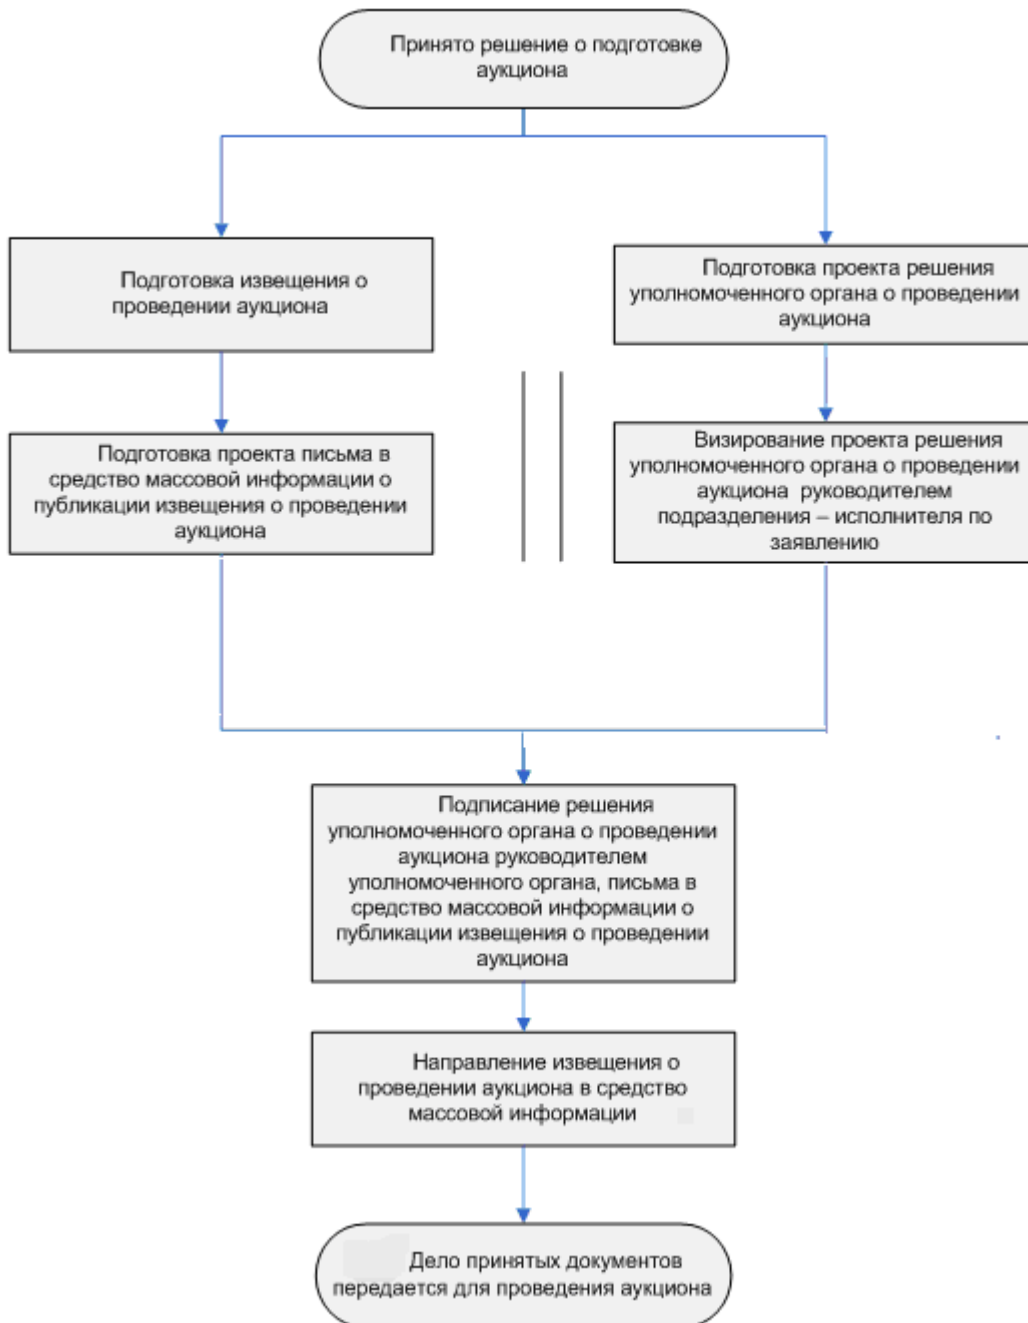 Принято решение о подготовке
аукциона
Подготовка извещения о
проведении аукциона
Подготовка проекта решения
уполномоченного органа о проведении
аукциона
Подготовка проекта письма в
средство массовой информации о
публикации извещения о проведении
аукциона
Визирование проекта решения
уполномоченного органа о проведении
аукциона руководителем
подразделения – исполнителя по
заявлению
Подписание решения
уполномоченного органа о проведении
аукциона руководителем
уполномоченного органа, письма в
средство массовой информации о
публикации извещения о проведении
аукциона
Направление извещения о
проведении аукциона в средство
массовой информации
Дело принятых документов
передается для проведения аукциона